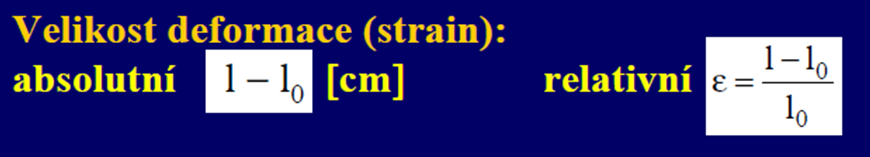 Velikost deformace (strain):
absolutní l − l₀ [cm] relativní ε = (l − l₀) / l₀